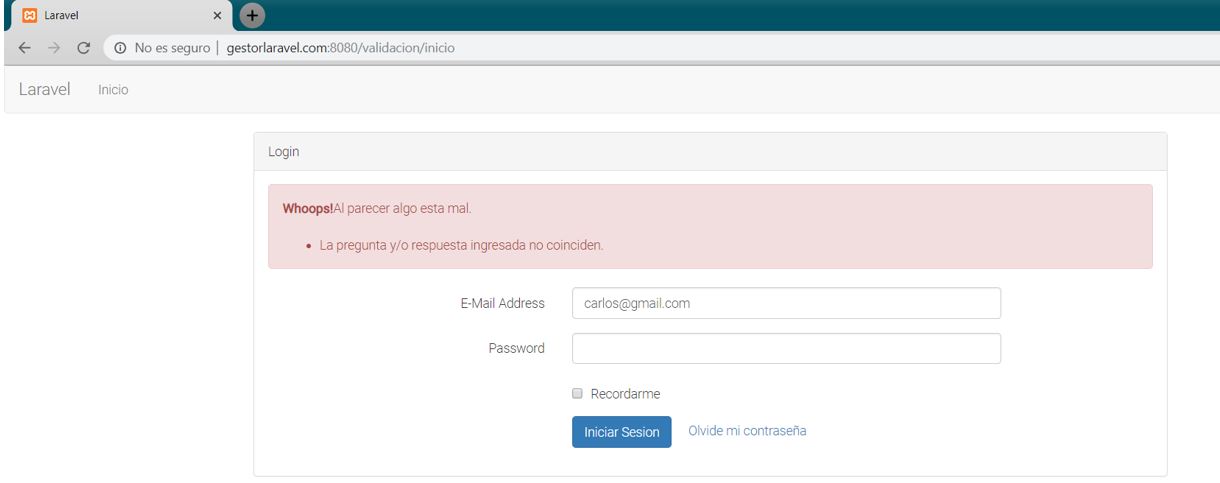 Laravel
No es seguro | gestorlaravel.com:8080/validacion/inicio
Laravel Inicio
Login
Whoops!Al parecer algo esta mal.
La pregunta y/o respuesta ingresada no coinciden.
E-Mail Address carlos@gmail.com
Password
Recordarme
Iniciar Sesion Olvide mi contraseña